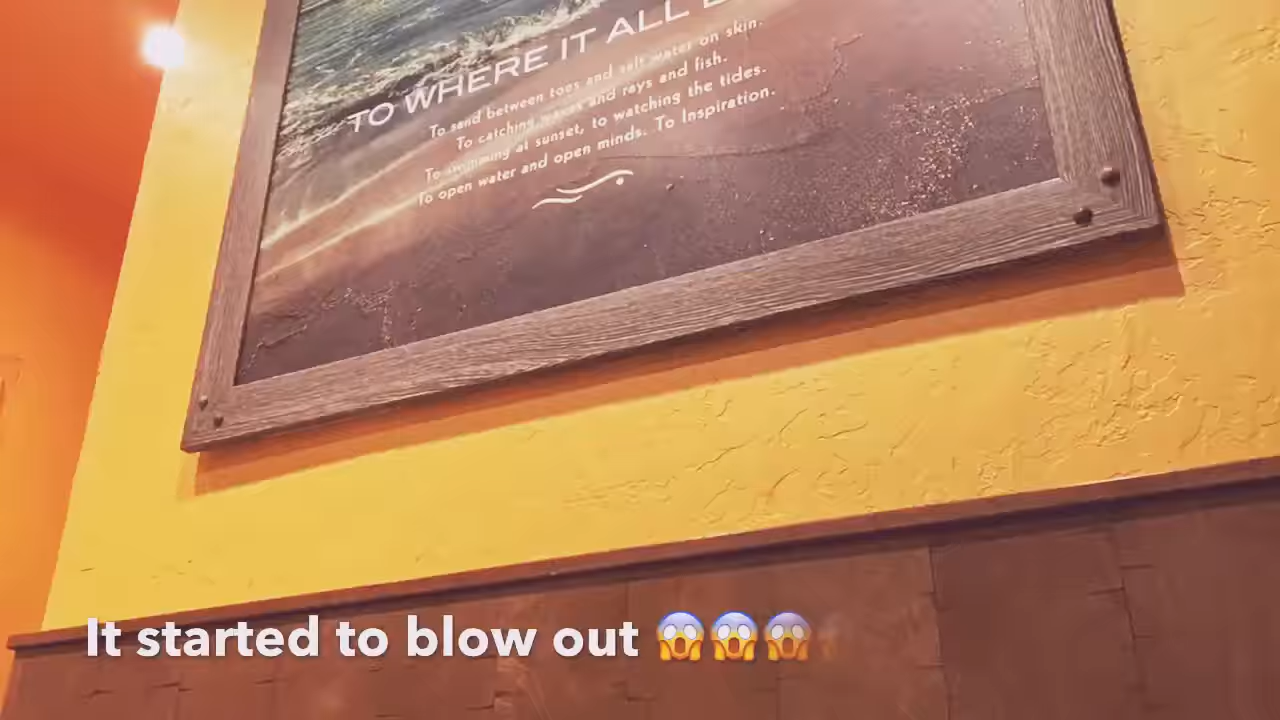 TO WHERE IT ALL
To sand between toes and salt water on skin.
To catching waves and rays and fish.
To swimming at sunset, to watching the tides.
To open water and open minds. To Inspiration.
It started to blow out 😱😱😱